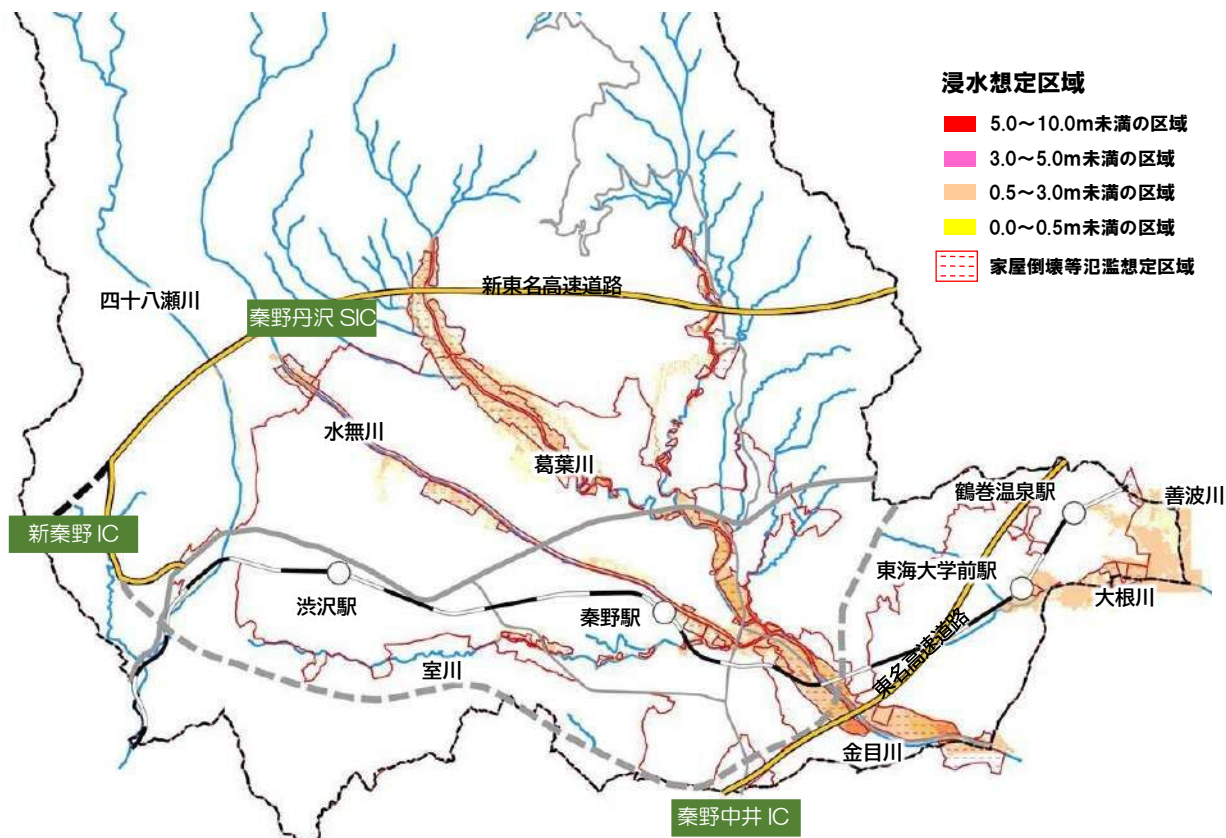 浸水想定区域
5.0～10.0m未満の区域
3.0～5.0m未満の区域
0.5～3.0m未満の区域
0.0～0.5m未満の区域
家屋倒壊等氾濫想定区域
新東名高速道路
四十八瀬川
秦野丹沢 SIC
水無川
葛葉川
鶴巻温泉駅
善波川
新秦野 IC
東海大学前駅
大根川
渋沢駅
秦野駅
東名高速道路
室川
金目川
秦野中井 IC